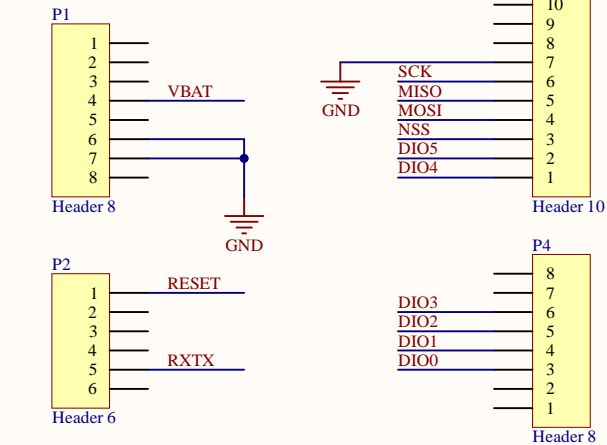 P1
1
2
3
4
5
6
7
8
VBAT
GND
Header 8
10
9
8
7
6
5
4
3
2
1
GND
SCK
MISO
MOSI
NSS
DIO5
DIO4
Header 10
P2
1
2
3
4
5
6
RESET
RXTX
Header 6
P4
8
7
6
5
4
3
2
1
DIO3
DIO2
DIO1
DIO0
Header 8